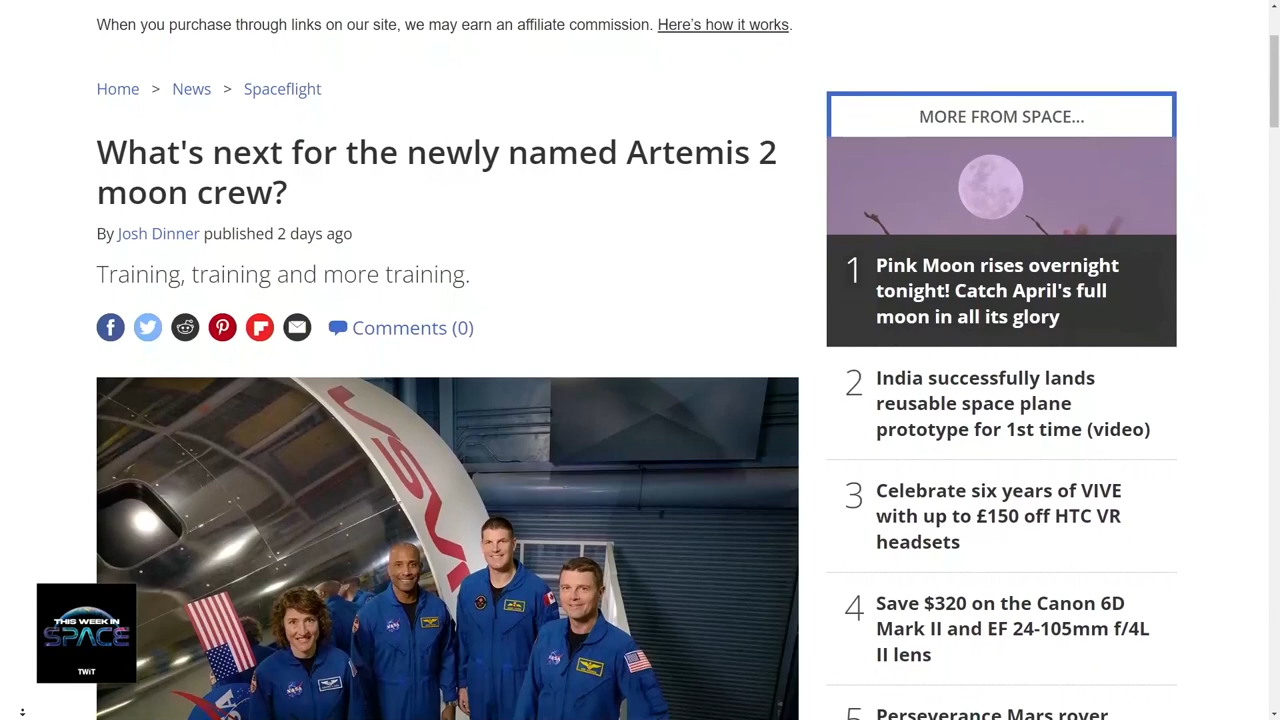 When you purchase through links on our site, we may earn an affiliate commission. Here’s how it works.
Home > News > Spaceflight
What's next for the newly named Artemis 2
moon crew?
By Josh Dinner published 2 days ago
Training, training and more training.
Comments (0)
MORE FROM SPACE...
1
Pink Moon rises overnight
tonight! Catch April's full
moon in all its glory
2
India successfully lands
reusable space plane
prototype for 1st time (video)
3
Celebrate six years of VIVE
with up to £150 off HTC VR
headsets
4
Save $320 on the Canon 6D
Mark II and EF 24-105mm f/4L
II lens
5
Perseverance Mars rover
NASA
NASA
NASA
NASA
THIS WEEK IN
SPACE
TWiT